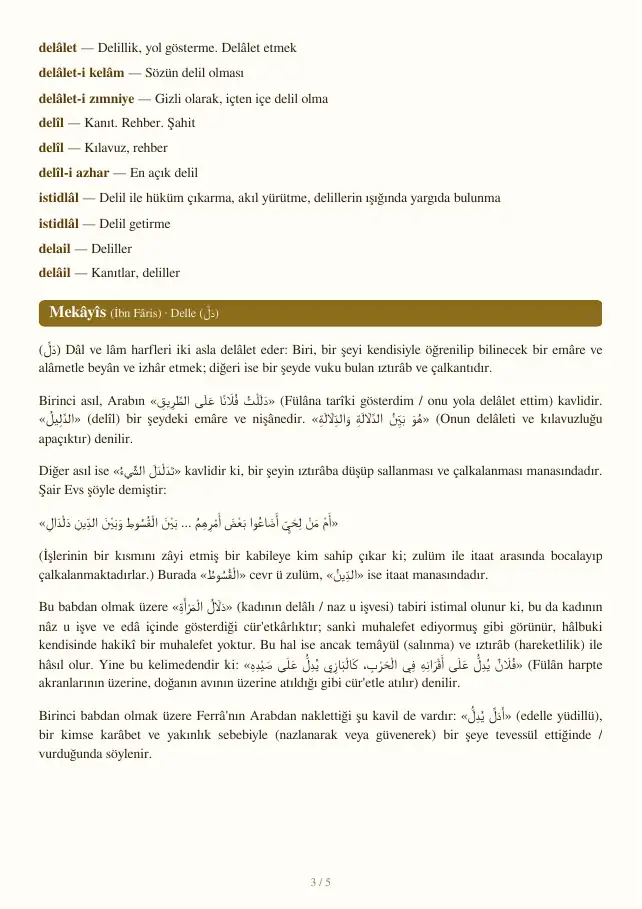 delâlet — Delillik, yol gösterme. Delâlet etmek
delâlet-i kelâm — Sözün delil olması
delâlet-i zımniye — Gizli olarak, içten içe delil olma
delîl — Kanıt. Rehber. Şahit
delîl — Kılavuz, rehber
delîl-i azhar — En açık delil
istidlâl — Delil ile hüküm çıkarma, akıl yürütme, delillerin ışığında yargıda bulunma
istidlâl — Delil getirme
delail — Deliller
delâil — Kanıtlar, deliller
Mekâyîs (İbn Fâris) · Delle (دَلَّ)
(دَلَّ) Dâl ve lâm harfleri iki asla delâlet eder: Biri, bir şeyi kendisiyle öğrenilip bilinecek bir emâre ve
alâmetle beyân ve izhâr etmek; diğeri ise bir şeyde vuku bulan ıztırâb ve çalkantıdır.
Birinci asıl, Arabın «دَلَلْتُ فُلَانًا عَلَى الطَّرِيقِ» (Fülâna tarîki gösterdim / onu yola delâlet ettim) kavlidir.
«الدَّلِيلُ» (delîl) bir şeydeki emâre ve nişânedir. «هُوَ بَيِّنُ الدَّلَالَةِ وَالدِّلَالَةِ» (Onun delâleti ve kılavuzluğu
apaçıktır) denilir.
Diğer asıl ise «تَدَلْدَلَ الشَّيْءُ» kavlidir ki, bir şeyin ıztırâba düşüp sallanması ve çalkalanması manasındadır.
Şair Evs şöyle demiştir:
«أَمْ مَنْ لِحَيٍّ أَضَاعُوا بَعْضَ أَمْرِهِمُ ... بَيْنَ الْقُسُوطِ وَبَيْنَ الدِّينِ دَلْدَالِ»
(İşlerinin bir kısmını zâyi etmiş bir kabileye kim sahip çıkar ki; zulüm ile itaat arasında bocalayıp
çalkalanmaktadırlar.) Burada «الْقُسُوطُ» cevr ü zulüm, «الدِّينُ» ise itaat manasındadır.
Bu babdan olmak üzere «دَلَالُ الْمَرْأَةِ» (kadının delâlı / naz u işvesi) tabiri istimal olunur ki, bu da kadının
nâz u işve ve edâ içinde gösterdiği cür'etkârlıktır; sanki muhalefet ediyormuş gibi görünür, hâlbuki
kendisinde hakikî bir muhalefet yoktur. Bu hal ise ancak temâyül (salınma) ve ıztırâb (hareketlilik) ile
hâsıl olur. Yine bu kelimedendir ki: «فُلَانٌ يُدِلُّ عَلَى أَقْرَانِهِ فِي الْحَرْبِ، كَالْبَازِي يُدِلُّ عَلَى صَيْدِهِ» (Fülân harpte
akranlarının üzerine, doğanın avının üzerine atıldığı gibi cür'etle atılır) denilir.
Birinci babdan olmak üzere Ferrâ'nın Arabdan naklettiği şu kavil de vardır: «أَدَلَّ يُدِلُّ» (edelle yüdillü),
bir kimse karâbet ve yakınlık sebebiyle (nazlanarak veya güvenerek) bir şeye tevessül ettiğinde /
vurduğunda söylenir.
3 / 5